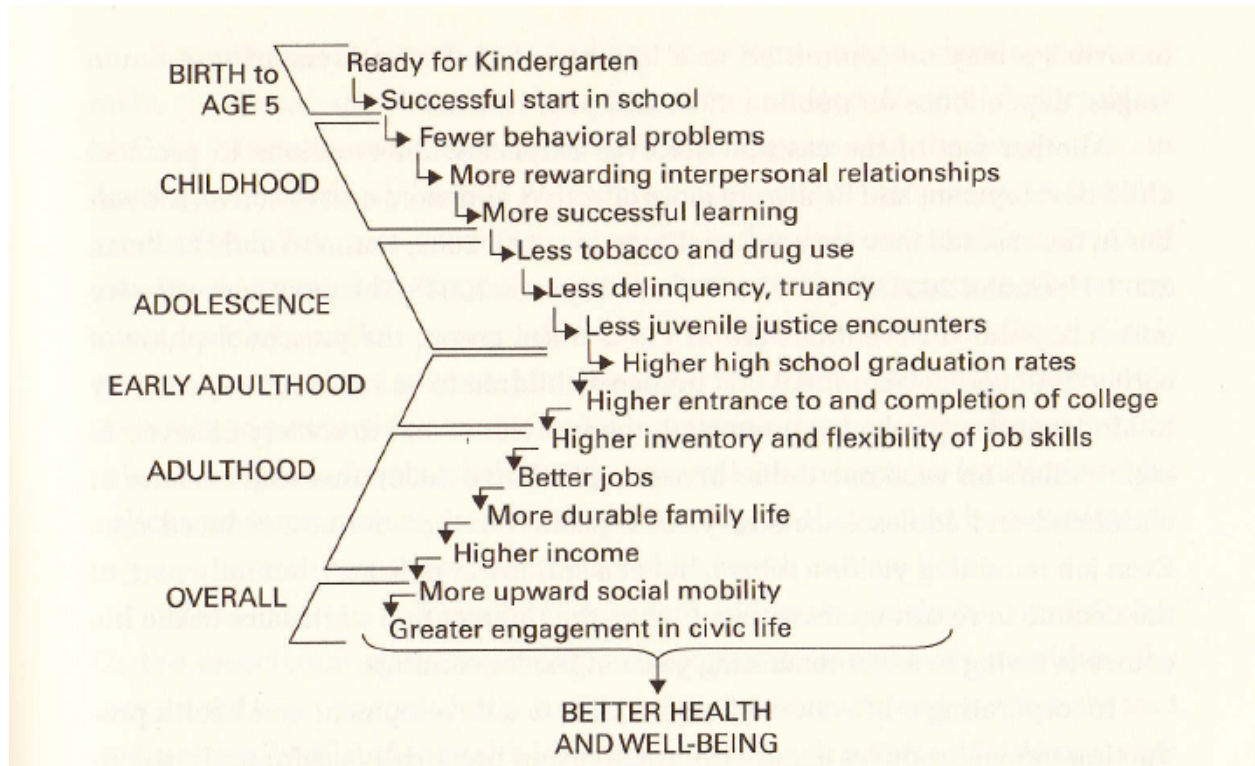 BIRTH to
AGE 5
Ready for Kindergarten
Successful start in school
CHILDHOOD
Fewer behavioral problems
More rewarding interpersonal relationships
More successful learning
ADOLESCENCE
Less tobacco and drug use
Less delinquency, truancy
Less juvenile justice encounters
EARLY ADULTHOOD
Higher high school graduation rates
Higher entrance to and completion of college
ADULTHOOD
Higher inventory and flexibility of job skills
Better jobs
More durable family life
Higher income
OVERALL
More upward social mobility
Greater engagement in civic life
BETTER HEALTH
AND WELL-BEING